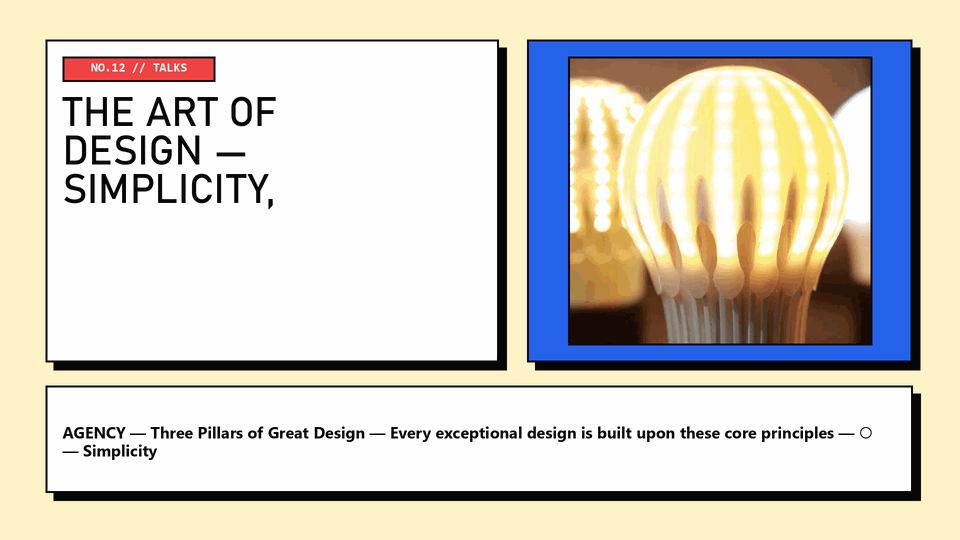 NO.12 // TALKS
THE ART OF
DESIGN —
SIMPLICITY,
AGENCY — Three Pillars of Great Design — Every exceptional design is built upon these core principles — ○
— Simplicity